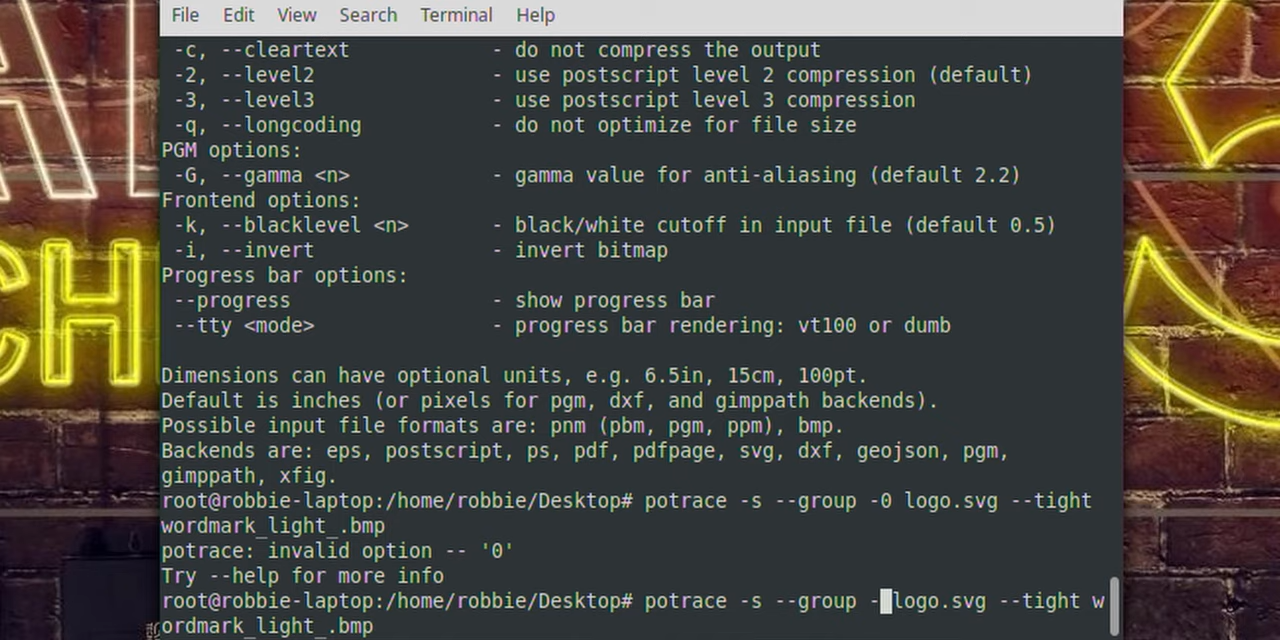 File Edit View Search Terminal Help
-c, --cleartext - do not compress the output
-2, --level2 - use postscript level 2 compression (default)
-3, --level3 - use postscript level 3 compression
-q, --longcoding - do not optimize for file size
PGM options:
-G, --gamma <n> - gamma value for anti-aliasing (default 2.2)
Frontend options:
-k, --blacklevel <n> - black/white cutoff in input file (default 0.5)
-i, --invert - invert bitmap
Progress bar options:
--progress - show progress bar
--tty <mode> - progress bar rendering: vt100 or dumb
Dimensions can have optional units, e.g. 6.5in, 15cm, 100pt.
Default is inches (or pixels for pgm, dxf, and gimppath backends).
Possible input file formats are: pnm (pbm, pgm, ppm), bmp.
Backends are: eps, postscript, ps, pdf, pdfpage, svg, dxf, geojson, pgm,
gimppath, xfig.
root@robbie-laptop:/home/robbie/Desktop# potrace -s --group -0 logo.svg --tight
wordmark_light_.bmp
potrace: invalid option -- '0'
Try --help for more info
root@robbie-laptop:/home/robbie/Desktop# potrace -s --group - logo.svg --tight w
ordmark_light_.bmp